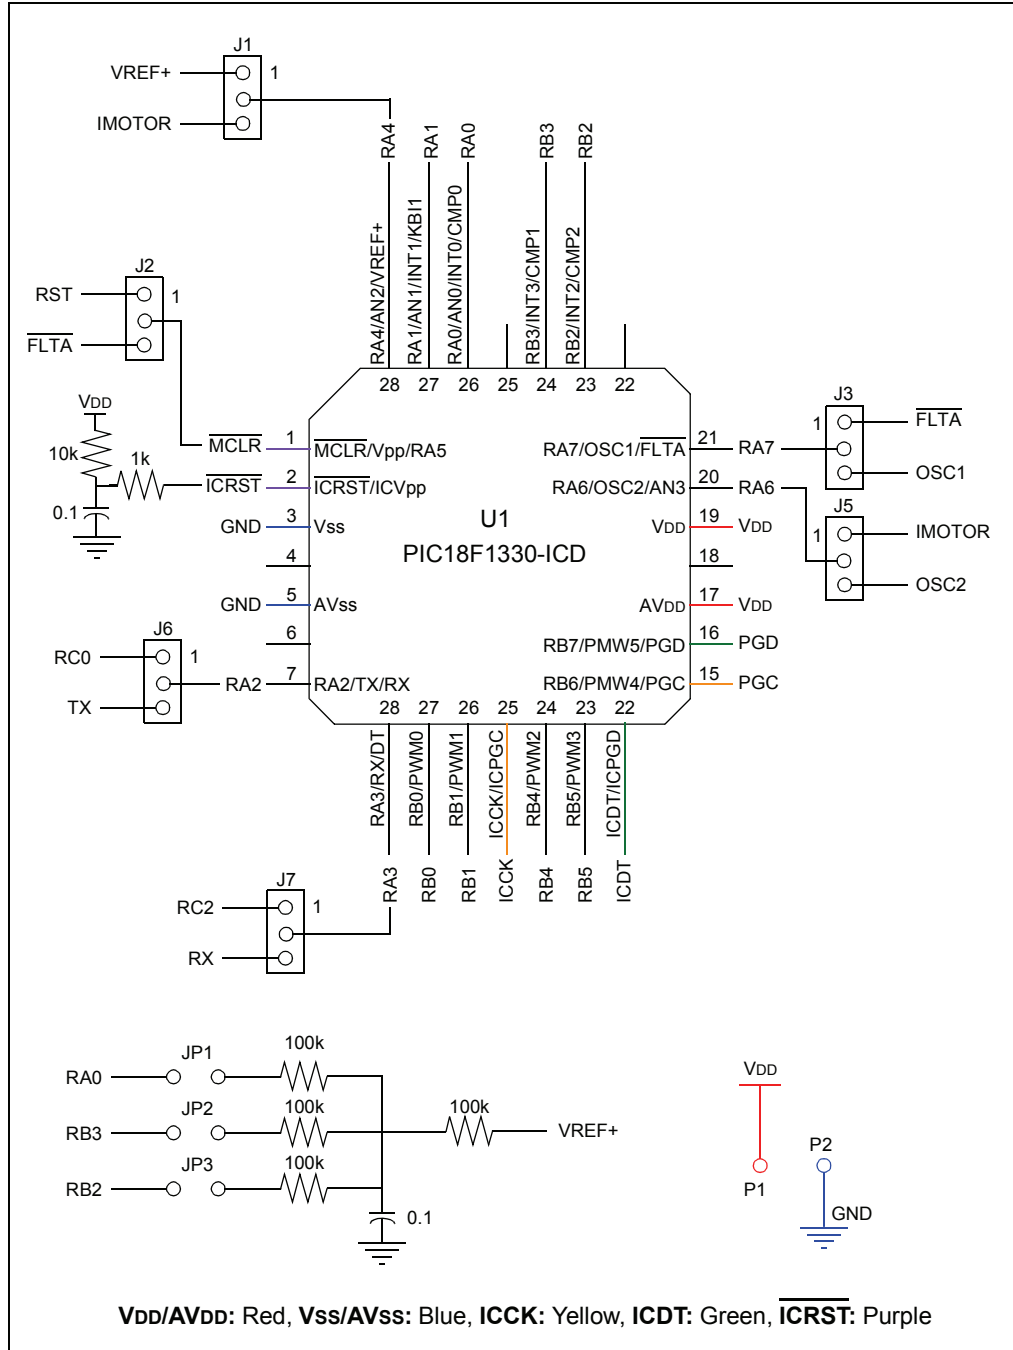 J1
VREF+
1
IMOTOR
RA4
RA1
RA0
RB3
RB2
RA4/AN2/VREF+
RA1/AN1/INT1/KBI1
RA0/AN0/INT0/CMP0
RB3/INT3/CMP1
RB2/INT2/CMP2
J2
RST
1
FLTA
28
27
26
25
24
23
22
VDD
10k
1k
0.1
MCLR
1
MCLR/Vpp/RA5
ICRST
2
ICRST/ICVpp
GND
3
Vss
4
GND
5
AVss
6
7
RA2/TX/RX
RA2
J6
RC0
1
TX
U1
PIC18F1330-ICD
RA7/OSC1/FLTA
21
RA7
RA6/OSC2/AN3
20
RA6
VDD
19
VDD
18
AVDD
17
VDD
RB7/PMW5/PGD
16
PGD
RB6/PMW4/PGC
15
PGC
J3
1
FLTA
OSC1
J5
1
IMOTOR
OSC2
28
27
26
25
24
23
22
RA3/RX/DT
RB0/PWM0
RB1/PWM1
ICCK/ICPGC
RB4/PWM2
RB5/PWM3
ICDT/ICPGD
RA3
RB0
RB1
ICCK
RB4
RB5
ICDT
J7
RC2
1
RX
RA0
JP1
100k
RB3
JP2
100k
100k
VREF+
RB2
JP3
100k
0.1
VDD
P1
P2
GND
VDD/AVDD: Red, VSS/AVSS: Blue, ICCK: Yellow, ICDT: Green, ICRST: Purple